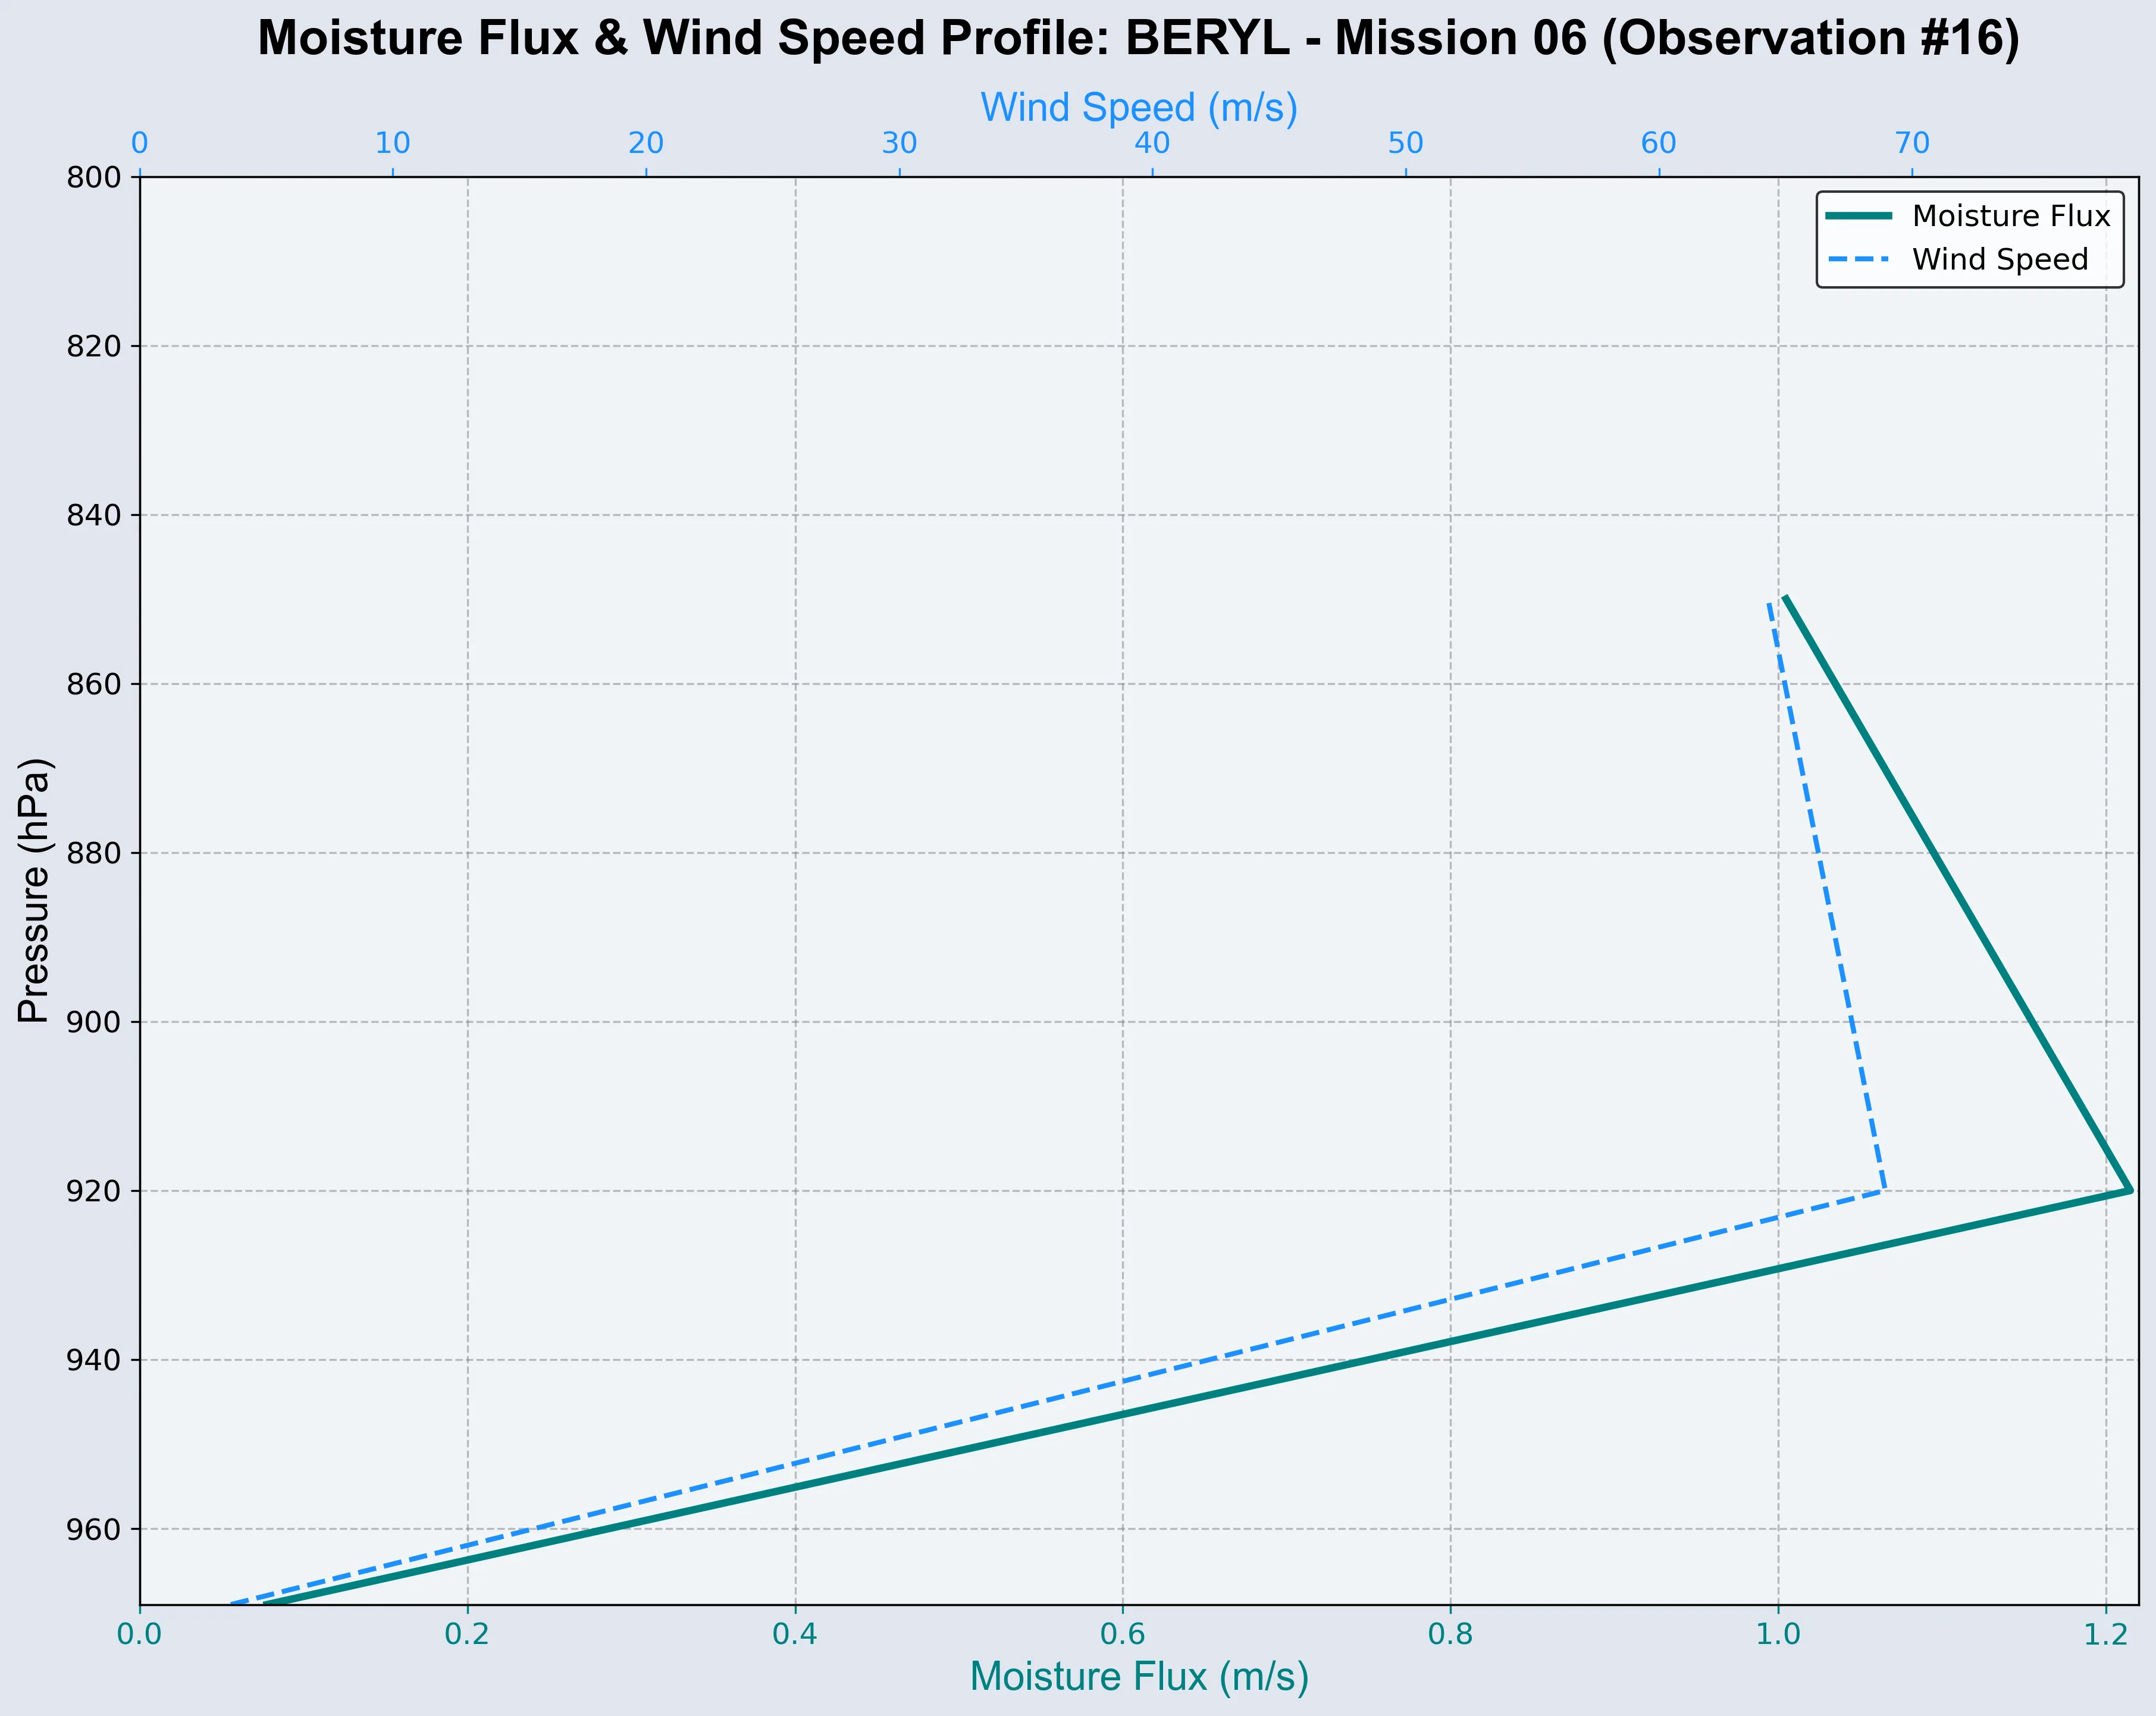 Moisture Flux & Wind Speed Profile: BERYL - Mission 06 (Observation #16)
Wind Speed (m/s)
0 10 20 30 40 50 60 70
Moisture Flux
Wind Speed
Pressure (hPa)
800
820
840
860
880
900
920
940
960
0.0 0.2 0.4 0.6 0.8 1.0 1.2
Moisture Flux (m/s)